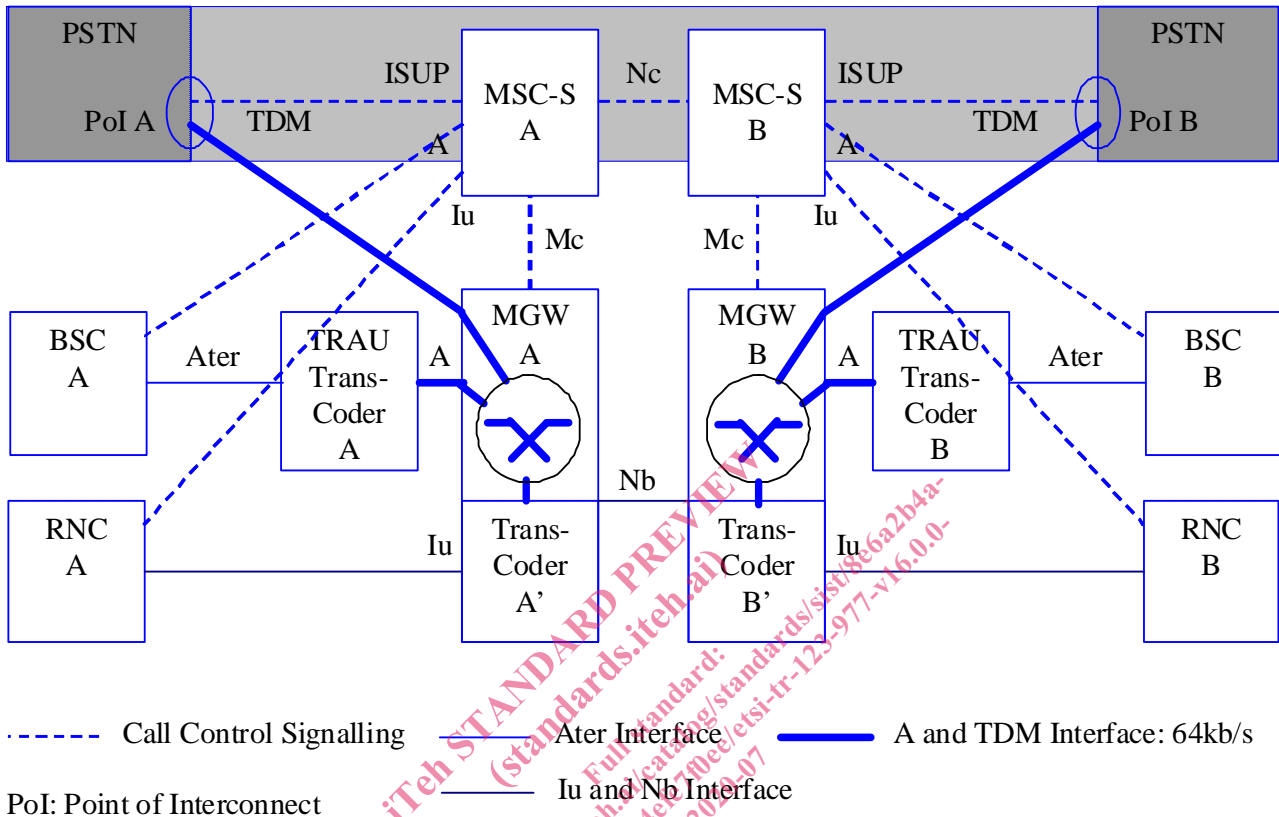 PSTN
PSTN
ISUP
Nc
ISUP
MSC-S
A
MSC-S
B
PoI A
TDM
TDM
PoI B
A
A
Iu
Iu
Mc
Mc
BSC
A
Ater
TRAU
Trans-
Coder
A
A
MGW
A
MGW
B
A
TRAU
Trans-
Coder
B
Ater
BSC
B
Nb
RNC
A
Iu
Trans-
Coder
A’
Trans-
Coder
B’
Iu
RNC
B
Call Control Signalling
Ater Interface
A and TDM Interface: 64kb/s
Iu and Nb Interface
PoI: Point of Interconnect
iTeh STANDARD PREVIEW
(standards.iteh.ai)
Full standard: